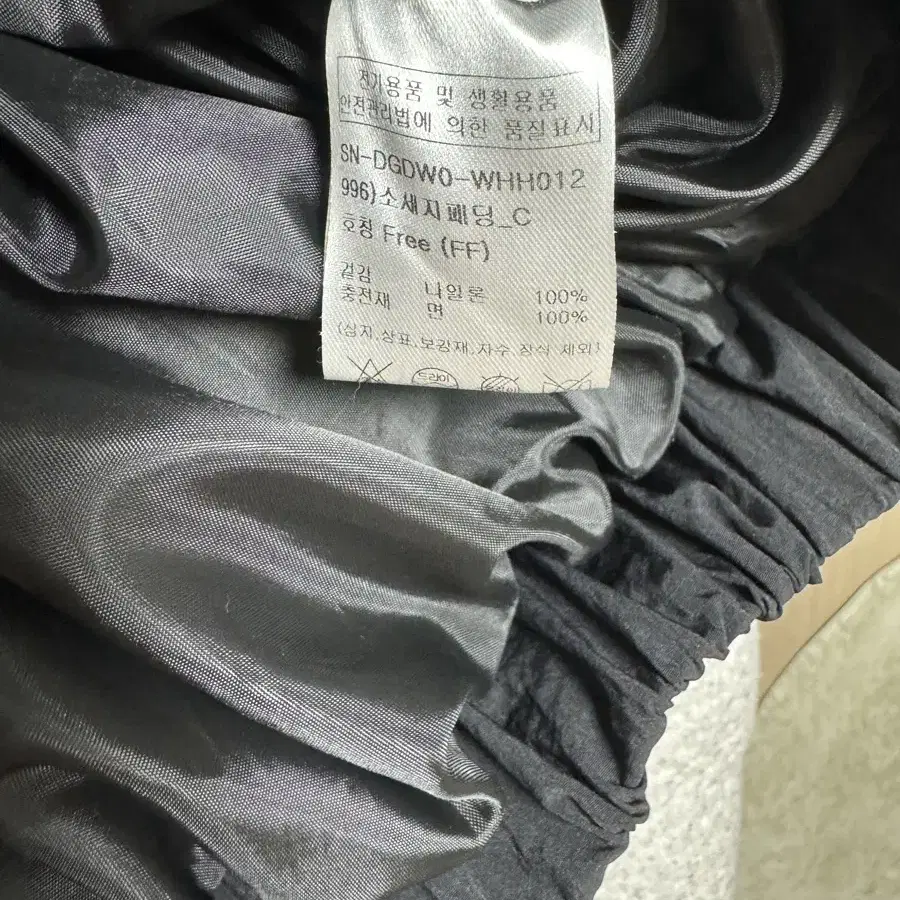 전기용품 및 생활용품
안전관리법에 의한 품질표시
SN-DGDW0-WHH012
996)소세지패딩_C
호칭 Free (FF)
겉감 나일론 100%
충전재 면 100%
(심지,상표,보강재,자수,장식 제외)
드라이